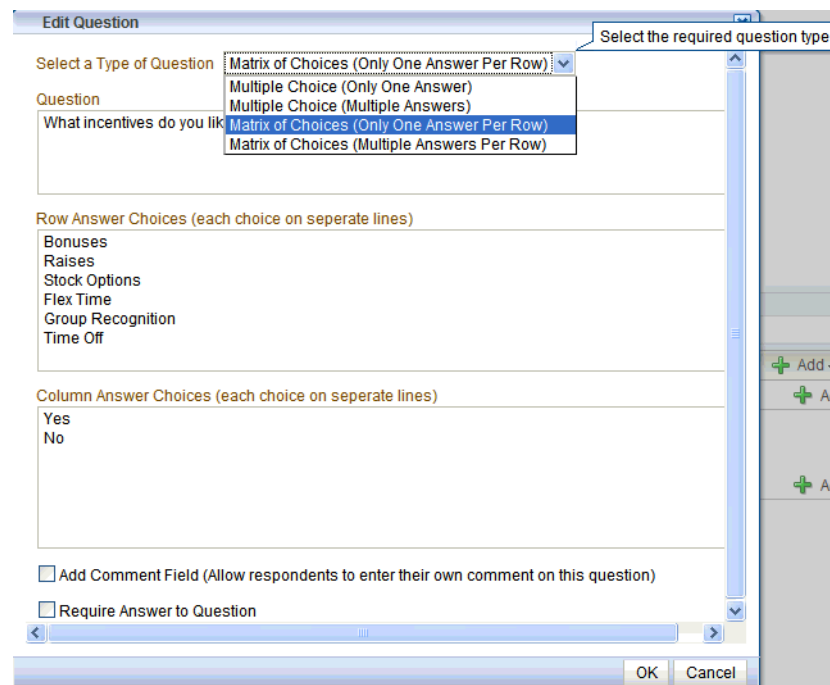 Edit Question
Select the required question type
Select a Type of Question Matrix of Choices (Only One Answer Per Row)
Multiple Choice (Only One Answer)
Multiple Choice (Multiple Answers)
Matrix of Choices (Only One Answer Per Row)
Matrix of Choices (Multiple Answers Per Row)
Question
What incentives do you lik
Row Answer Choices (each choice on seperate lines)
Bonuses
Raises
Stock Options
Flex Time
Group Recognition
Time Off
Add
A
Column Answer Choices (each choice on seperate lines)
Yes
No
A
Add Comment Field (Allow respondents to enter their own comment on this question)
Require Answer to Question
OK Cancel